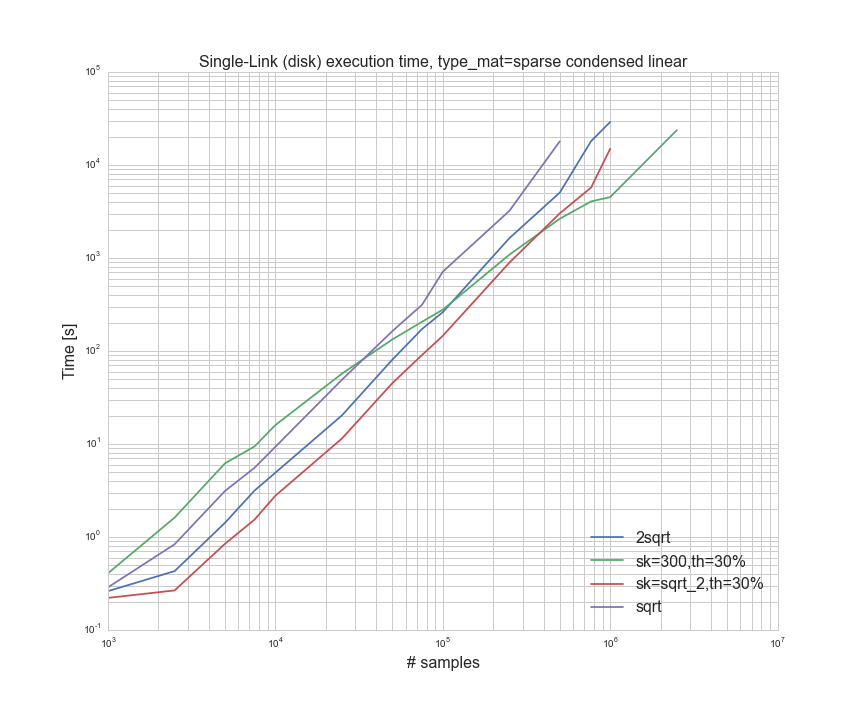 Single-Link (disk) execution time, type_mat=sparse condensed linear
10^5
10^4
10^3
10^2
10^1
10^0
10^-1
Time [s]
2sqrt
sk=300,th=30%
sk=sqrt_2,th=30%
sqrt
10^3 10^4 10^5 10^6 10^7
# samples